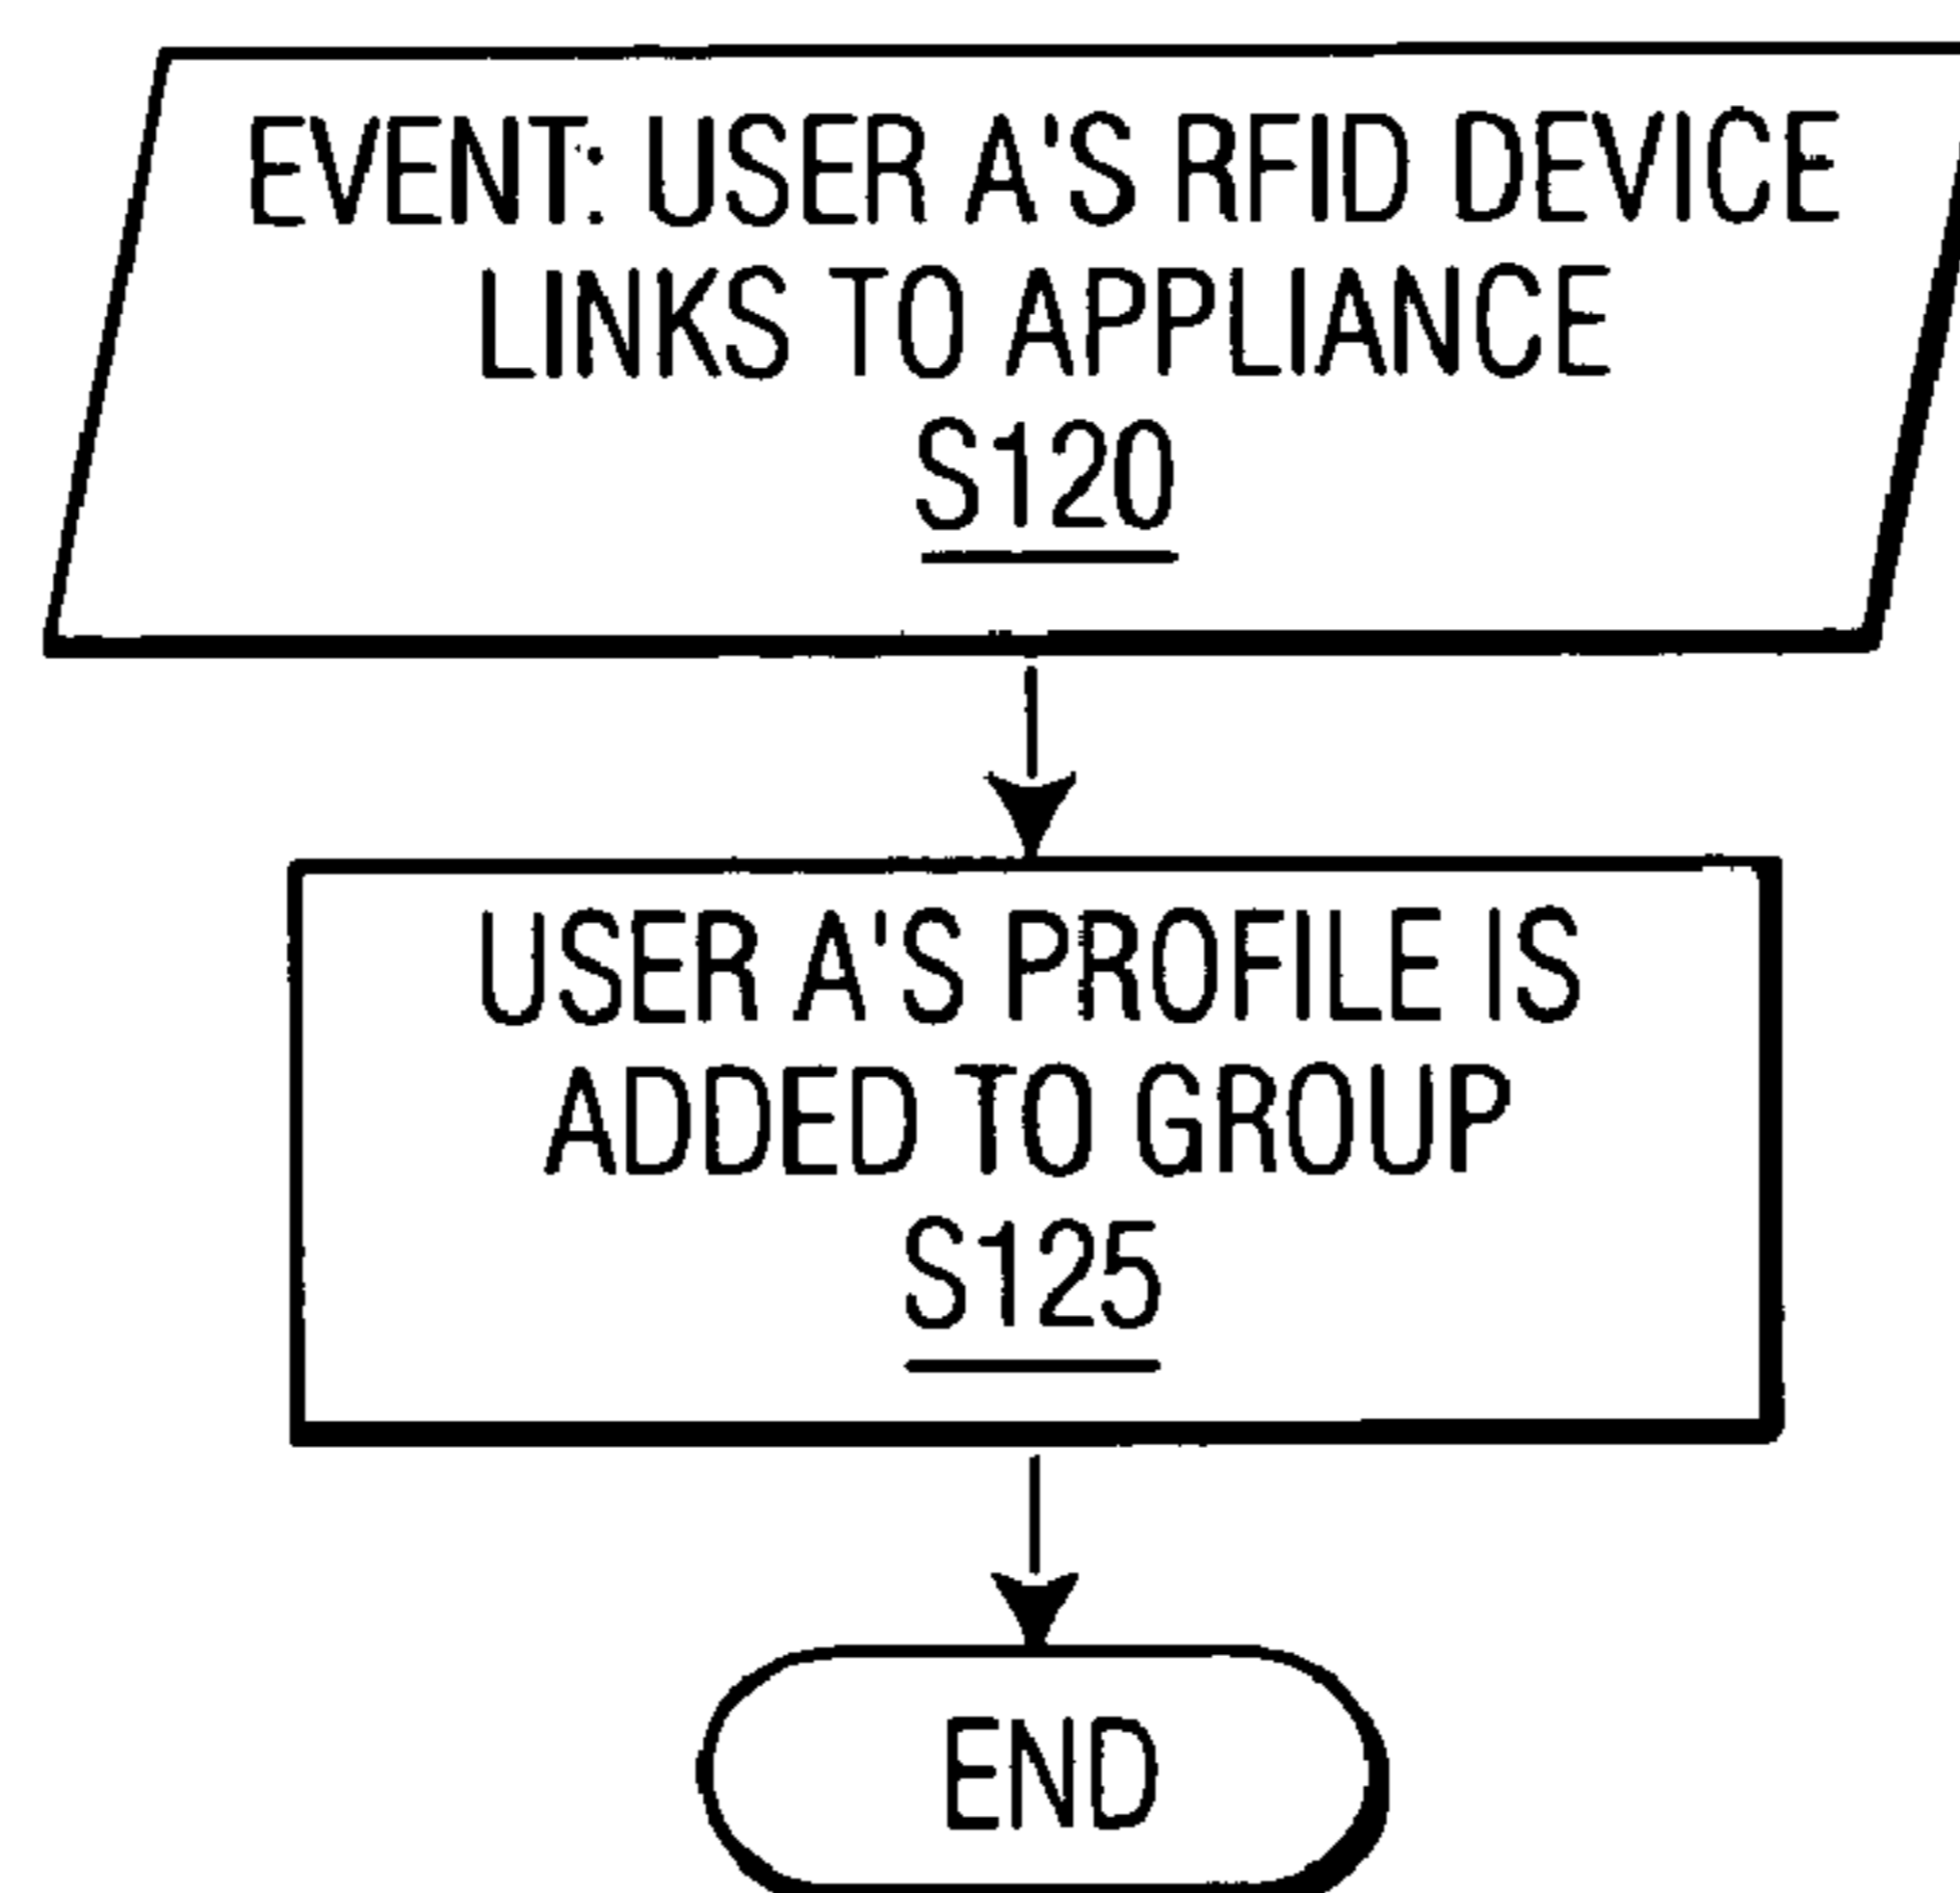 EVENT: USER A'S RFID DEVICE
LINKS TO APPLIANCE
S120
USER A'S PROFILE IS
ADDED TO GROUP
S125
END